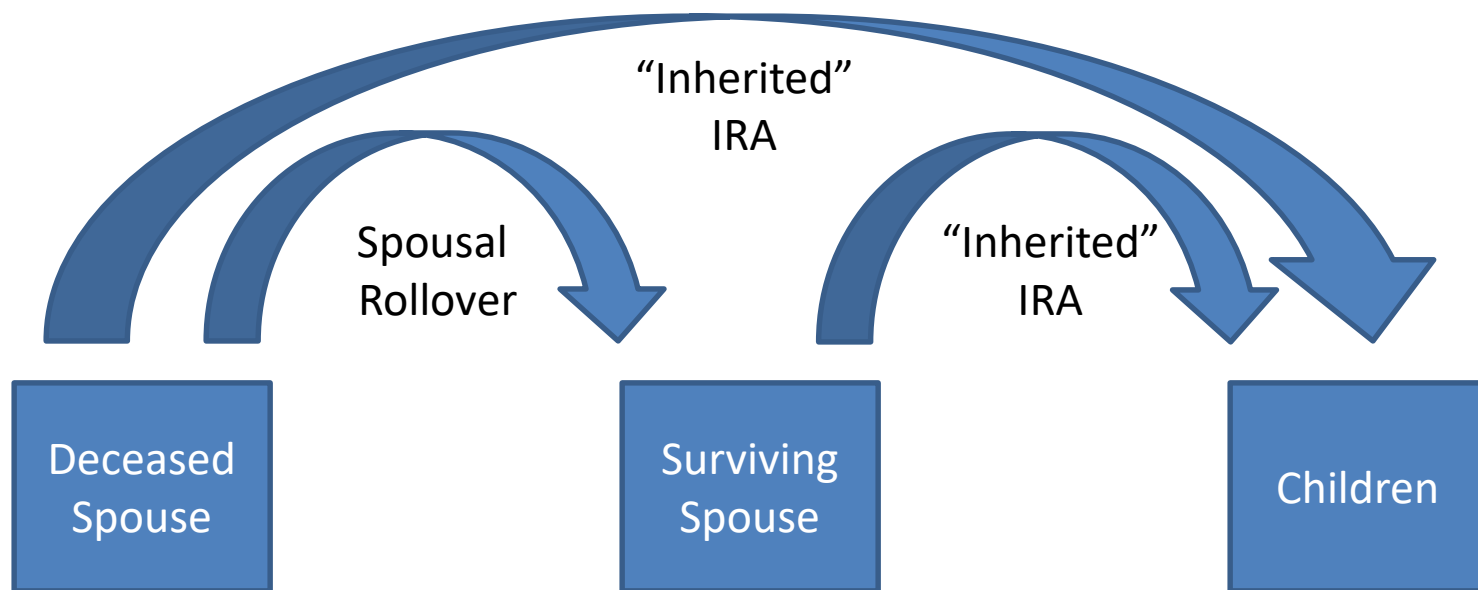 “Inherited”
IRA
Spousal
Rollover
“Inherited”
IRA
Deceased
Spouse
Surviving
Spouse
Children